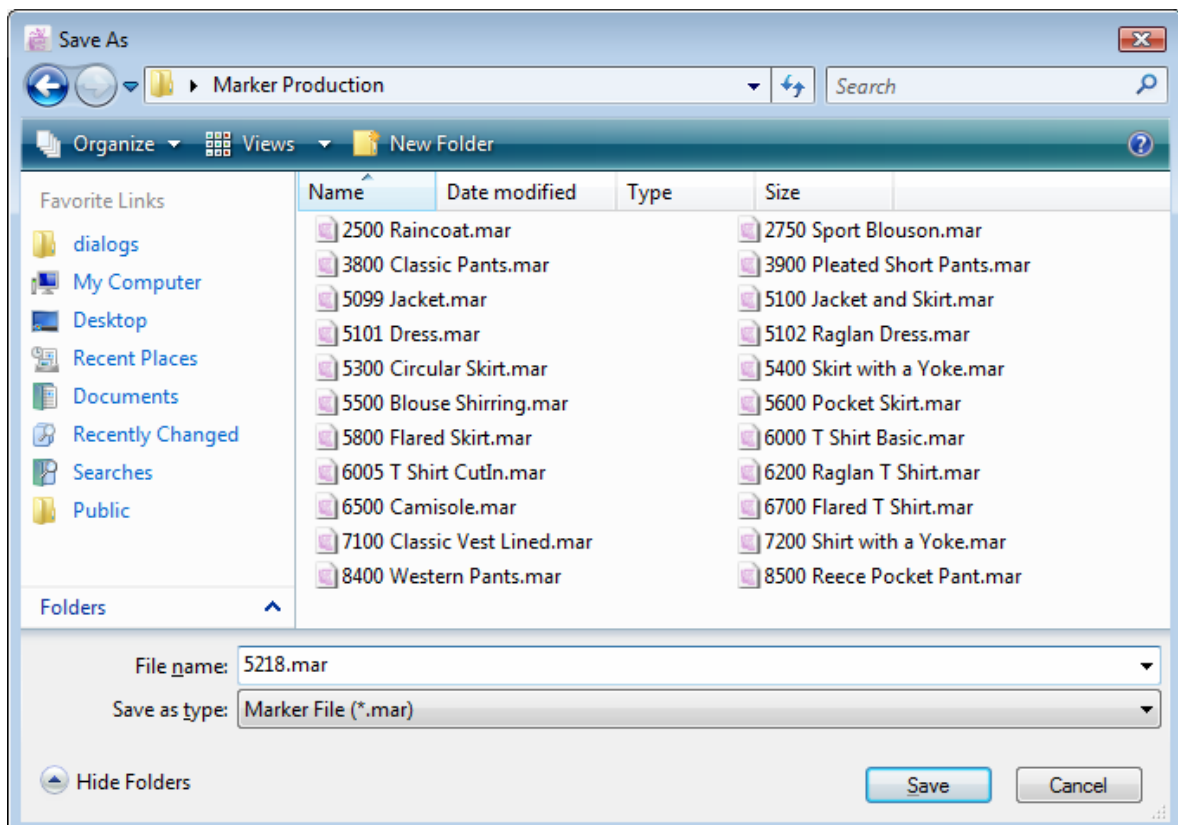 Save As
Marker Production
Search
Organize Views New Folder
Favorite Links
dialogs
My Computer
Desktop
Recent Places
Documents
Recently Changed
Searches
Public
Folders
Name Date modified Type Size
2500 Raincoat.mar 2750 Sport Blouson.mar
3800 Classic Pants.mar 3900 Pleated Short Pants.mar
5099 Jacket.mar 5100 Jacket and Skirt.mar
5101 Dress.mar 5102 Raglan Dress.mar
5300 Circular Skirt.mar 5400 Skirt with a Yoke.mar
5500 Blouse Shirring.mar 5600 Pocket Skirt.mar
5800 Flared Skirt.mar 6000 T Shirt Basic.mar
6005 T Shirt CutIn.mar 6200 Raglan T Shirt.mar
6500 Camisole.mar 6700 Flared T Shirt.mar
7100 Classic Vest Lined.mar 7200 Shirt with a Yoke.mar
8400 Western Pants.mar 8500 Reece Pocket Pant.mar
File name: 5218.mar
Save as type: Marker File (*.mar)
Hide Folders Save Cancel